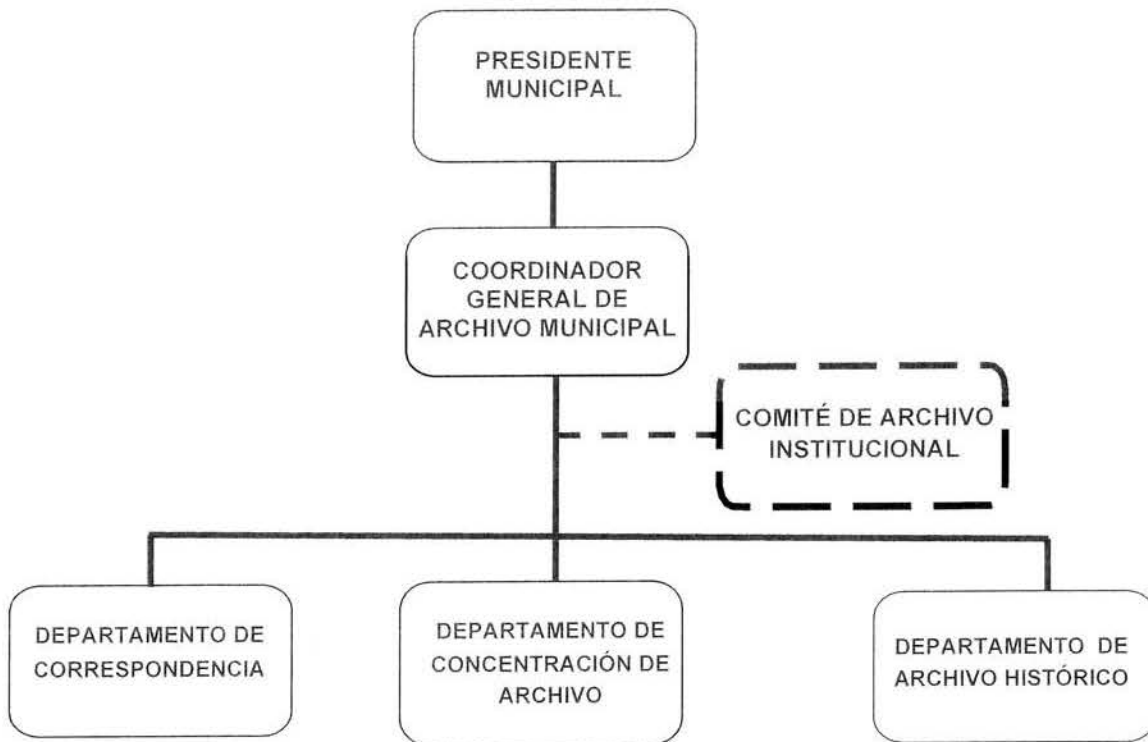 PRESIDENTE
MUNICIPAL
COORDINADOR
GENERAL DE
ARCHIVO MUNICIPAL
COMITÉ DE ARCHIVO
INSTITUCIONAL
DEPARTAMENTO DE
CORRESPONDENCIA
DEPARTAMENTO DE
CONCENTRACIÓN DE
ARCHIVO
DEPARTAMENTO DE
ARCHIVO HISTÓRICO